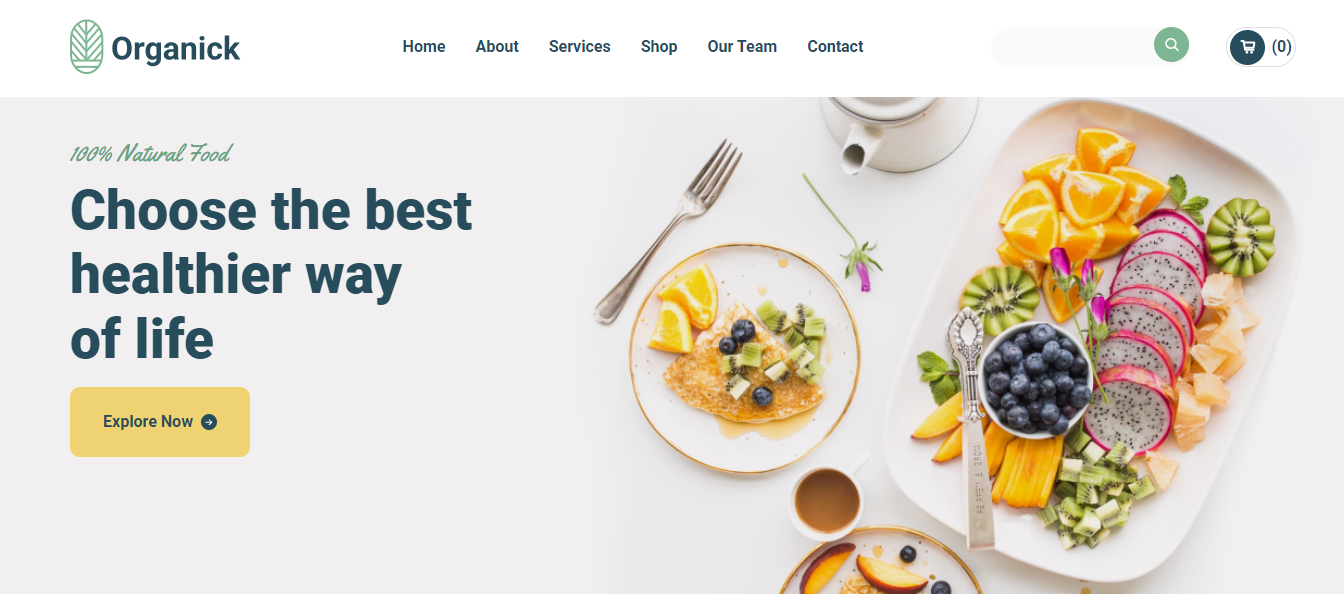 Organick
Home About Services Shop Our Team Contact
(0)
100% Natural Food
Choose the best
healthier way
of life
Explore Now